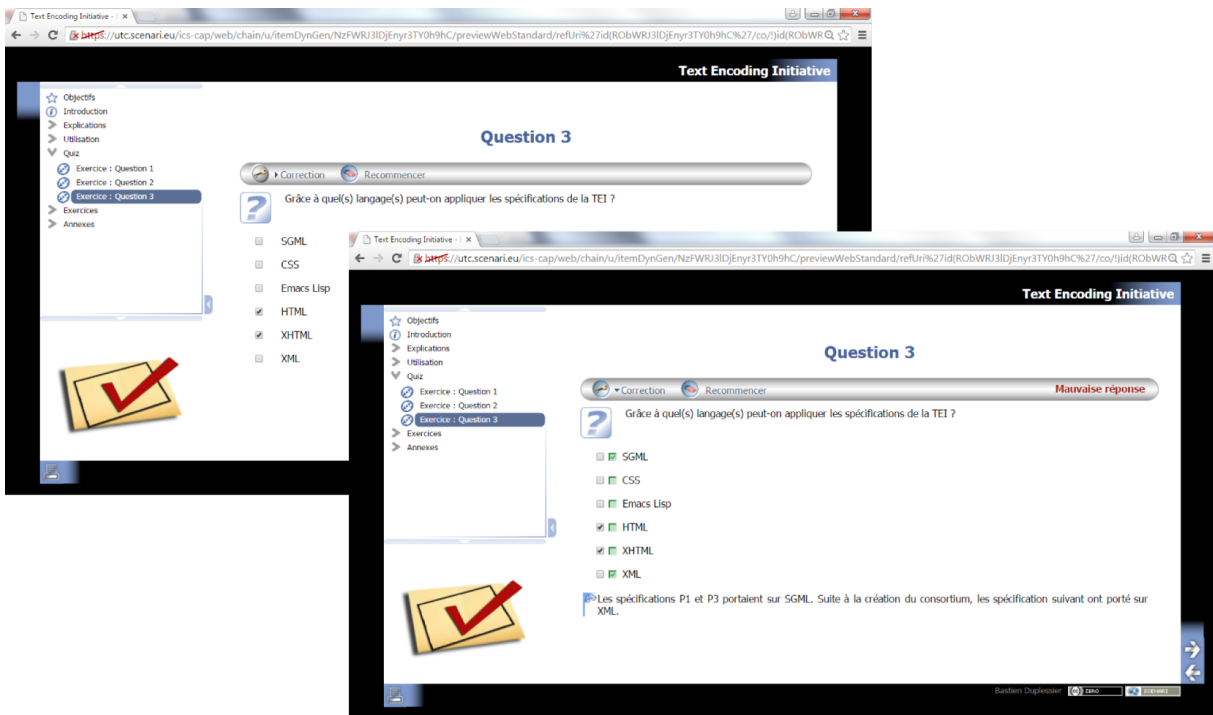 Text Encoding Initiative - |
https://utc.scenari.eu/ics-cap/web/chain/u/itemDynGen/NzFWRJ3lDjEnyr3TY0h9hC/previewWebStandard/refUri%27id(RObWRJ3lDjEnyr3TY0h9hC%27/co/!)id(RObWR
Text Encoding Initiative
Objectifs
Introduction
Explications
Utilisation
Quiz
Exercice : Question 1
Exercice : Question 2
Exercice : Question 3
Exercices
Annexes
Question 3
Correction Recommencer
Grâce à quel(s) langage(s) peut-on appliquer les spécifications de la TEI ?
SGML
CSS
Emacs Lisp
HTML
XHTML
XML
Text Encoding Initiative - |
https://utc.scenari.eu/ics-cap/web/chain/u/itemDynGen/NzFWRJ3lDjEnyr3TY0h9hC/previewWebStandard/refUri%27id(RObWRJ3lDjEnyr3TY0h9hC%27/co/!)id(RObWR
Text Encoding Initiative
Objectifs
Introduction
Explications
Utilisation
Quiz
Exercice : Question 1
Exercice : Question 2
Exercice : Question 3
Exercices
Annexes
Question 3
Correction Recommencer Mauvaise réponse
Grâce à quel(s) langage(s) peut-on appliquer les spécifications de la TEI ?
SGML
CSS
Emacs Lisp
HTML
XHTML
XML
Les spécifications P1 et P3 portaient sur SGML. Suite à la création du consortium, les spécification suivant ont porté sur
XML.
Bastien Duplessier ZERO SCENARI